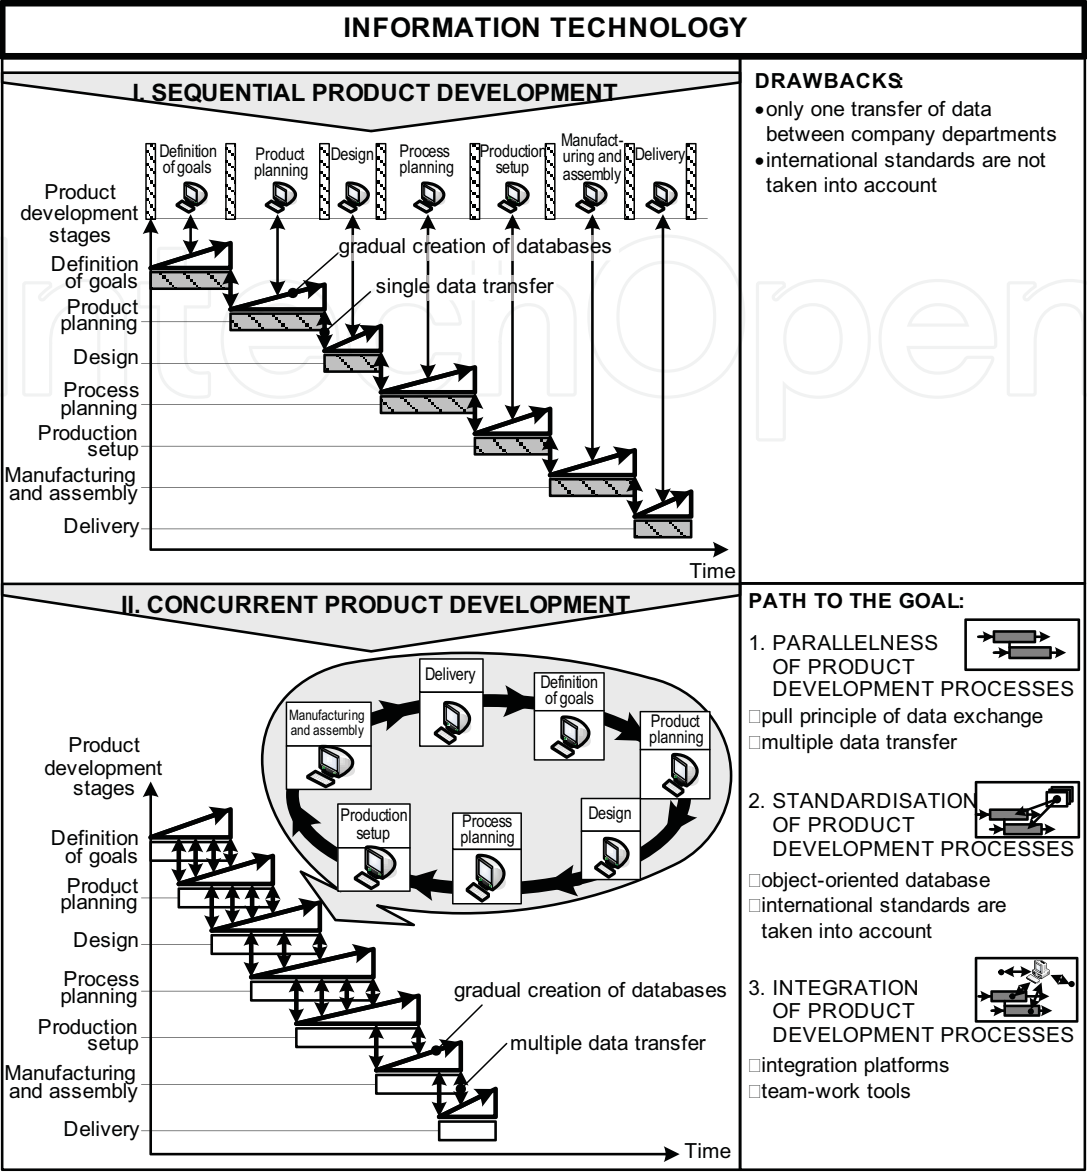 INFORMATION TECHNOLOGY
I. SEQUENTIAL PRODUCT DEVELOPMENT
Definition
of goals
Product
planning
Design
Process
planning
Production
setup
Manufact-
uring and
assembly
Delivery
Product
development
stages
gradual creation of databases
single data transfer
Definition
of goals
Product
planning
Design
Process
planning
Production
setup
Manufacturing
and assembly
Delivery
Time
DRAWBACKS:
•only one transfer of data
between company departments
•international standards are not
taken into account
IntechOpen
II. CONCURRENT PRODUCT DEVELOPMENT
Delivery
Definition
of goals
Product
planning
Design
Process
planning
Production
setup
Manufacturing
and assembly
Product
development
stages
Definition
of goals
Product
planning
Design
Process
planning
Production
setup
Manufacturing
and assembly
Delivery
gradual creation of databases
multiple data transfer
Time
PATH TO THE GOAL:
1. PARALLELNESS
OF PRODUCT
DEVELOPMENT PROCESSES
□pull principle of data exchange
□multiple data transfer
2. STANDARDISATION
OF PRODUCT
DEVELOPMENT PROCESSES
□object-oriented database
□international standards are
taken into account
3. INTEGRATION
OF PRODUCT
DEVELOPMENT PROCESSES
□integration platforms
□team-work tools